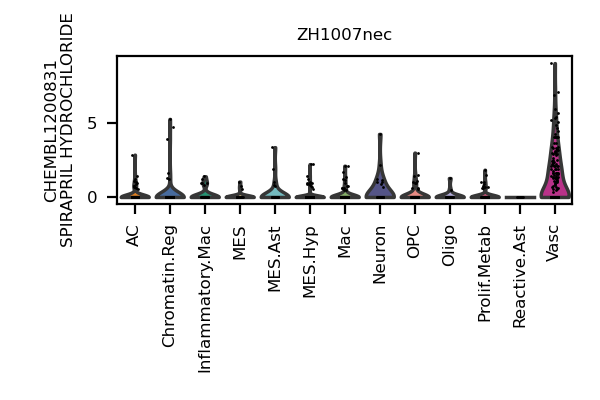 ZH1007nec
CHEMBL1200831
SPIRAPRIL HYDROCHLORIDE
5
0
AC
Chromatin.Reg
Inflammatory.Mac
MES
MES.Ast
MES.Hyp
Mac
Neuron
OPC
Oligo
Prolif.Metab
Reactive.Ast
Vasc